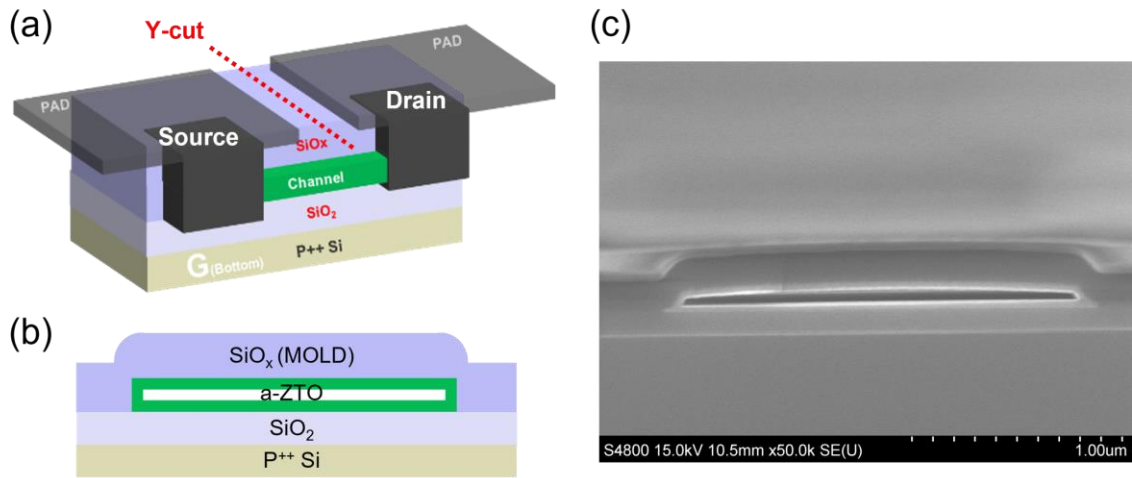 (a)
Y-cut
PAD
PAD
Drain
Source
SiOx
Channel
SiO₂
P++ Si
G(Bottom)
(b)
SiOₓ (MOLD)
a-ZTO
SiO₂
P⁺⁺ Si
(c)
S4800 15.0kV 10.5mm x50.0k SE(U)
1.00um